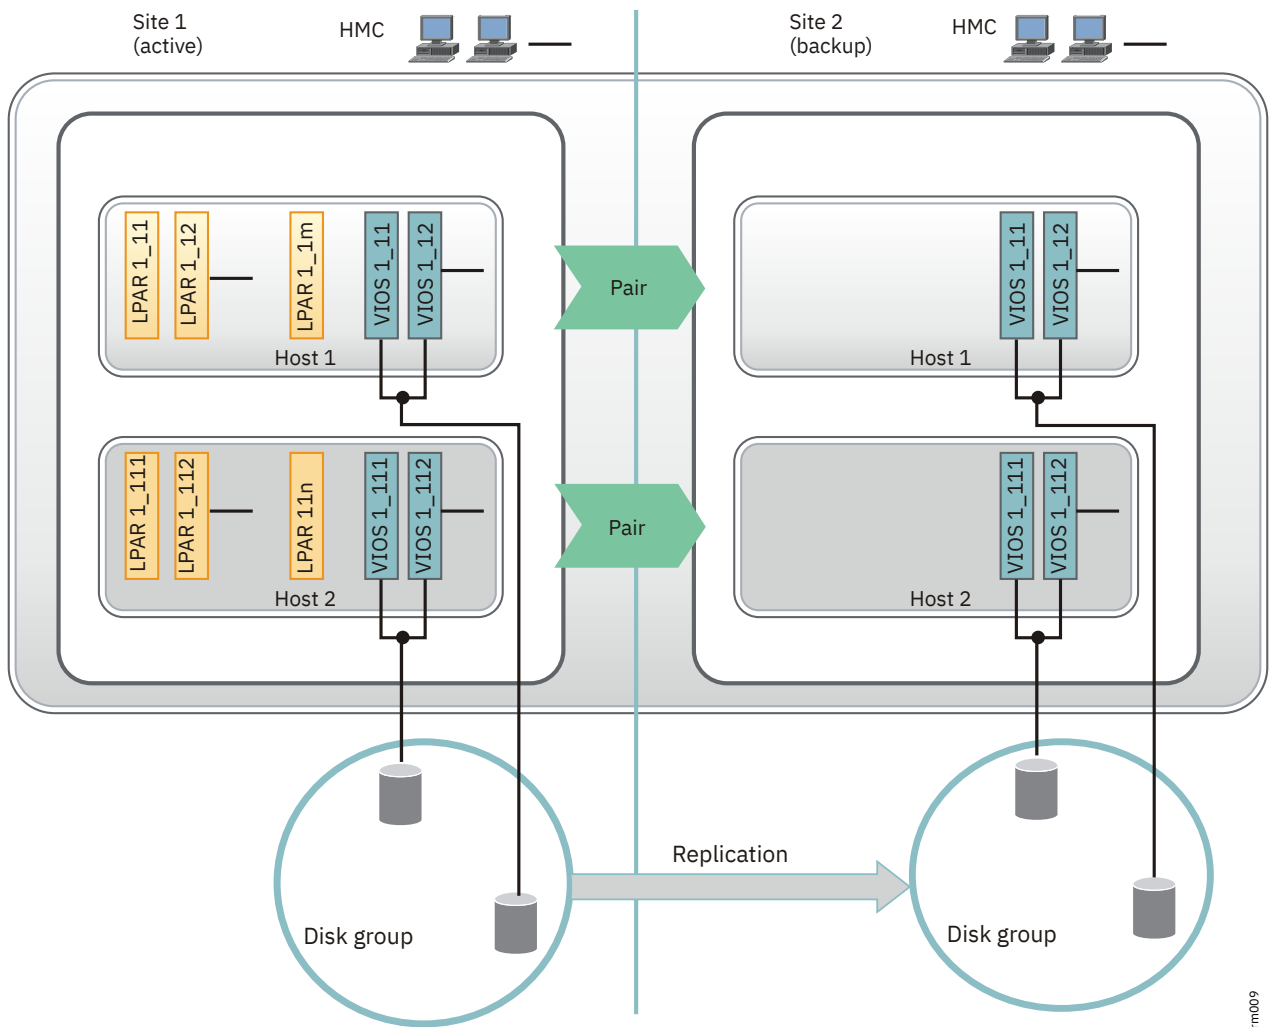 Site 1
(active)
HMC
Site 2
(backup)
HMC
LPAR 1_11
LPAR 1_12
LPAR 1_1m
VIOS 1_11
VIOS 1_12
Host 1
Pair
VIOS 1_11
VIOS 1_12
Host 1
LPAR 1_111
LPAR 1_112
LPAR 11n
VIOS 1_111
VIOS 1_112
Host 2
Pair
VIOS 1_111
VIOS 1_112
Host 2
Replication
Disk group
Disk group
rm009